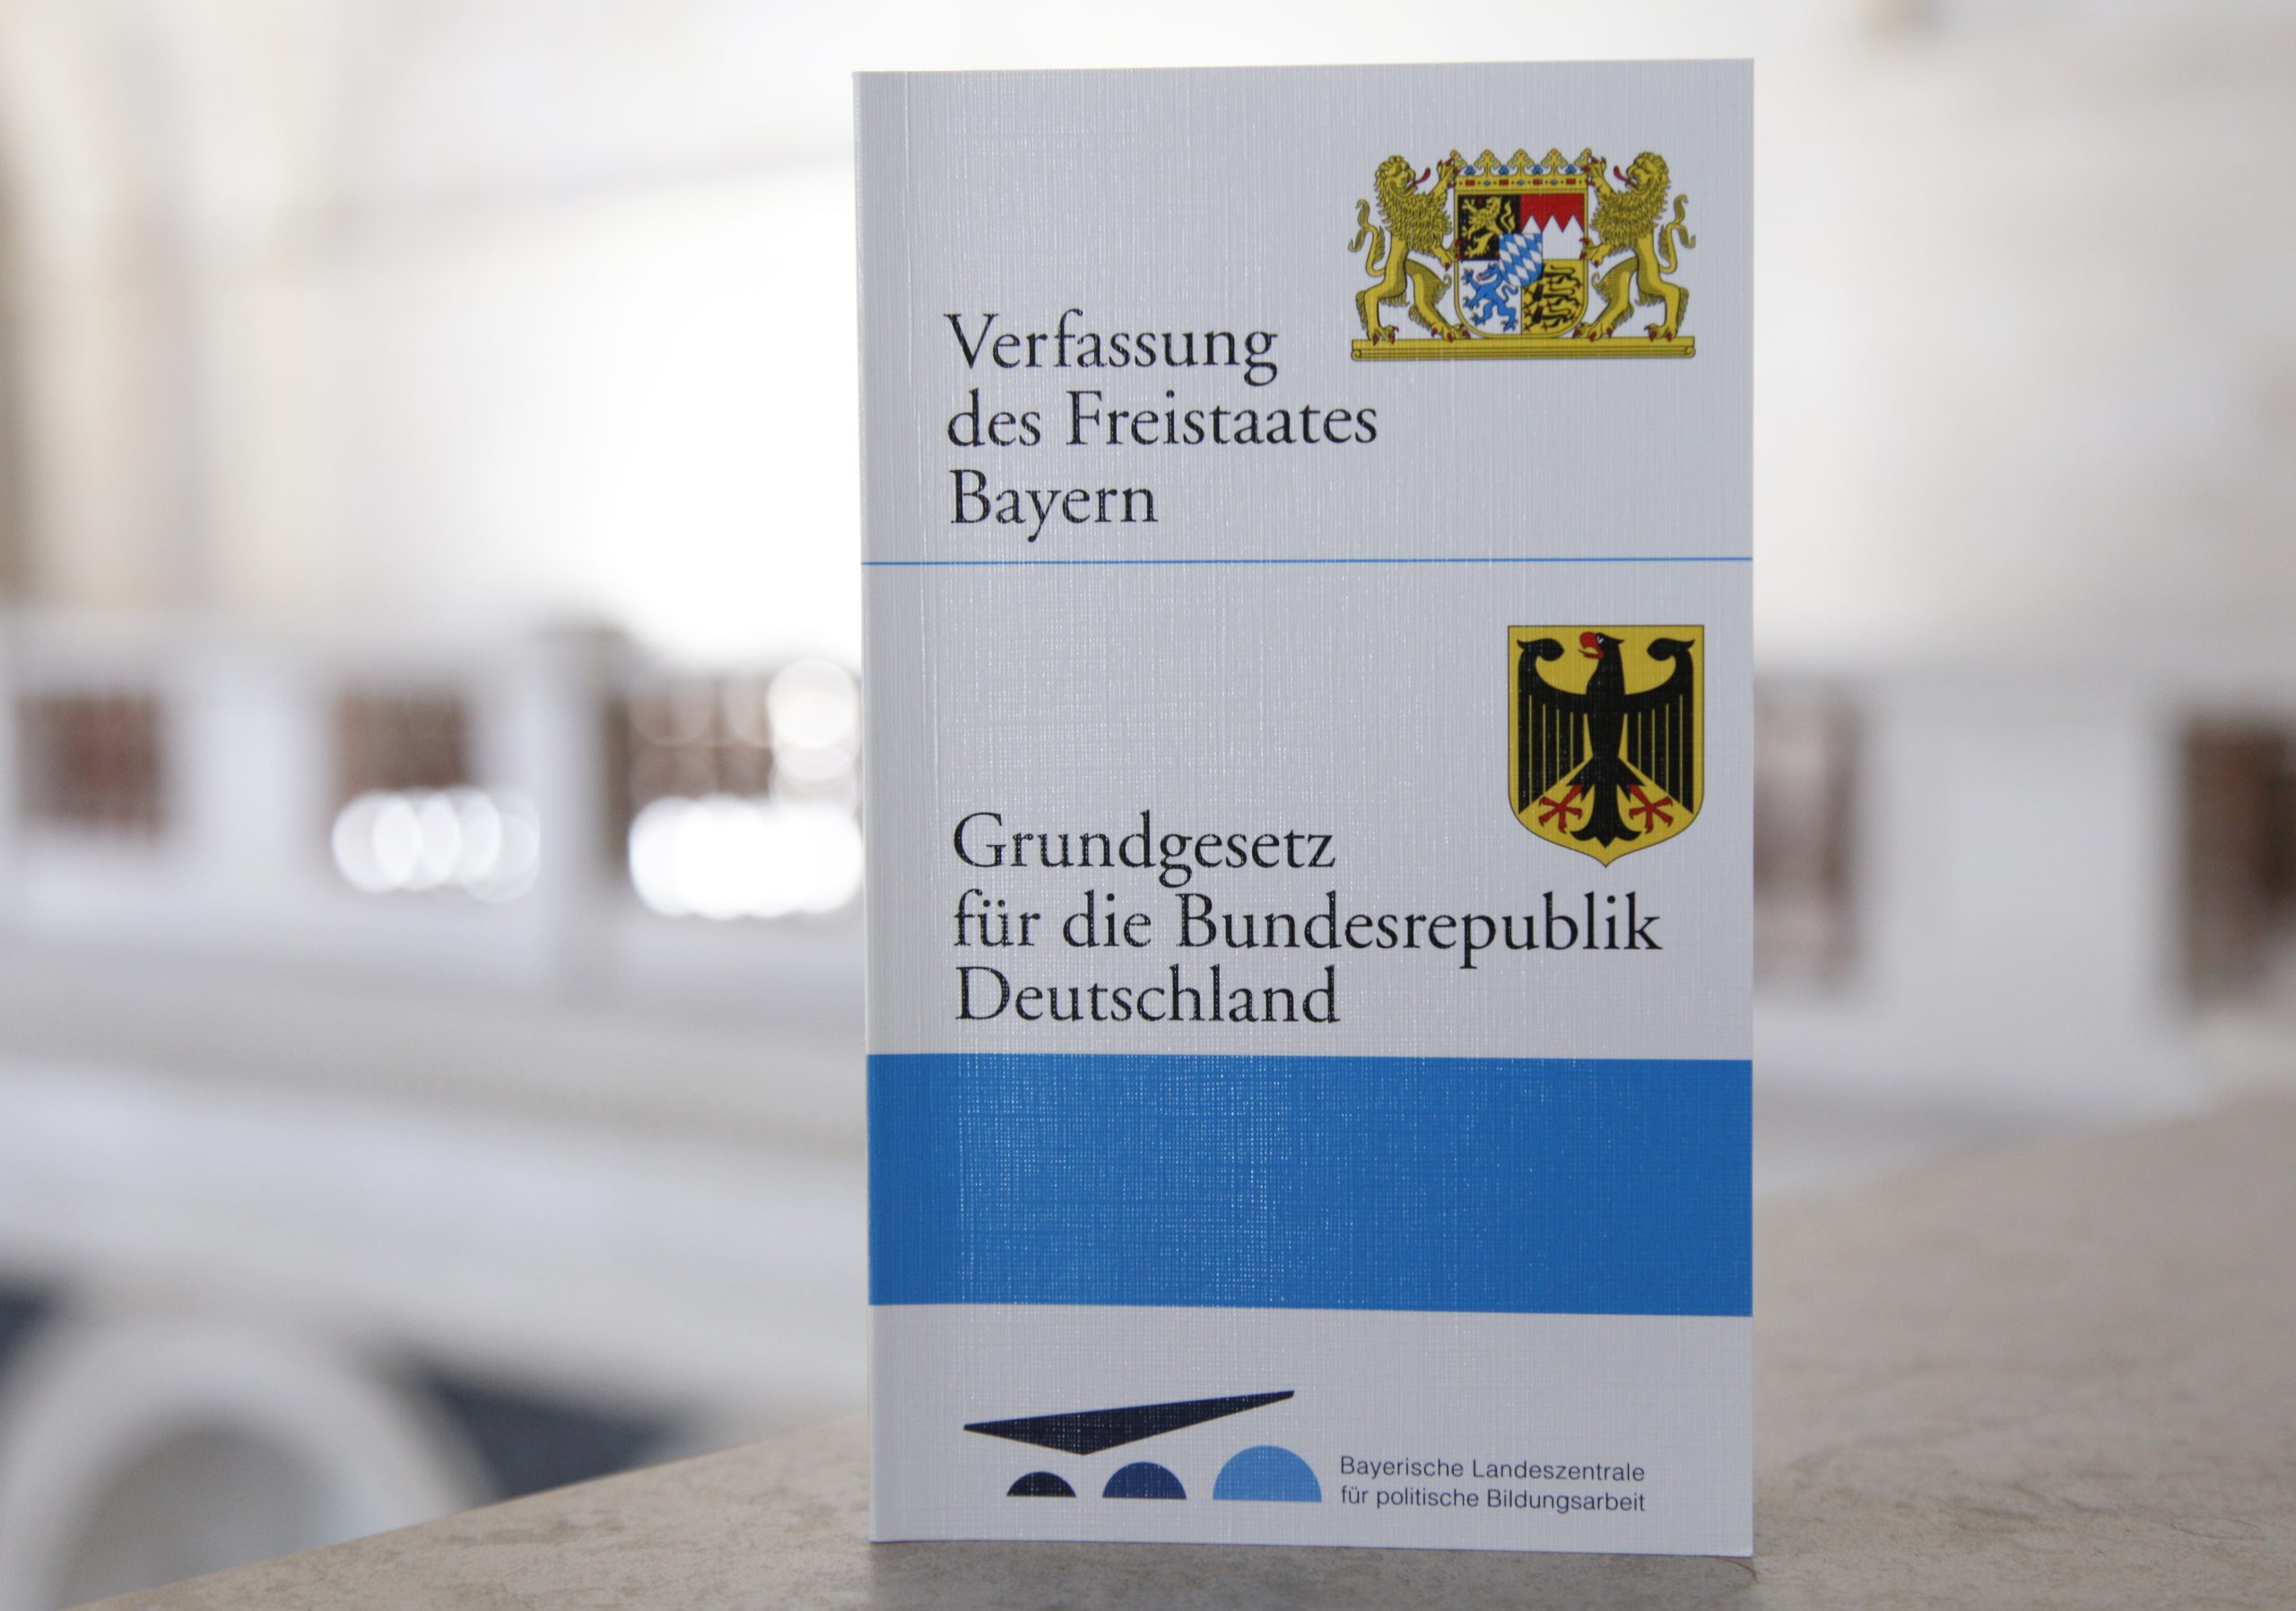 Verfassung
des Freistaates
Bayern
Grundgesetz
für die Bundesrepublik
Deutschland
Bayerische Landeszentrale
für politische Bildungsarbeit